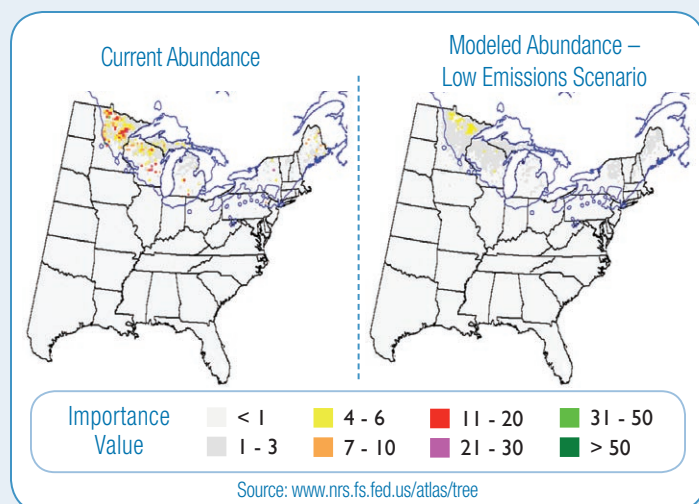 Current Abundance
Modeled Abundance –
Low Emissions Scenario
Importance
Value
< 1
4 - 6
11 - 20
31 - 50
1 - 3
7 - 10
21 - 30
> 50
Source: www.nrs.fs.fed.us/atlas/tree